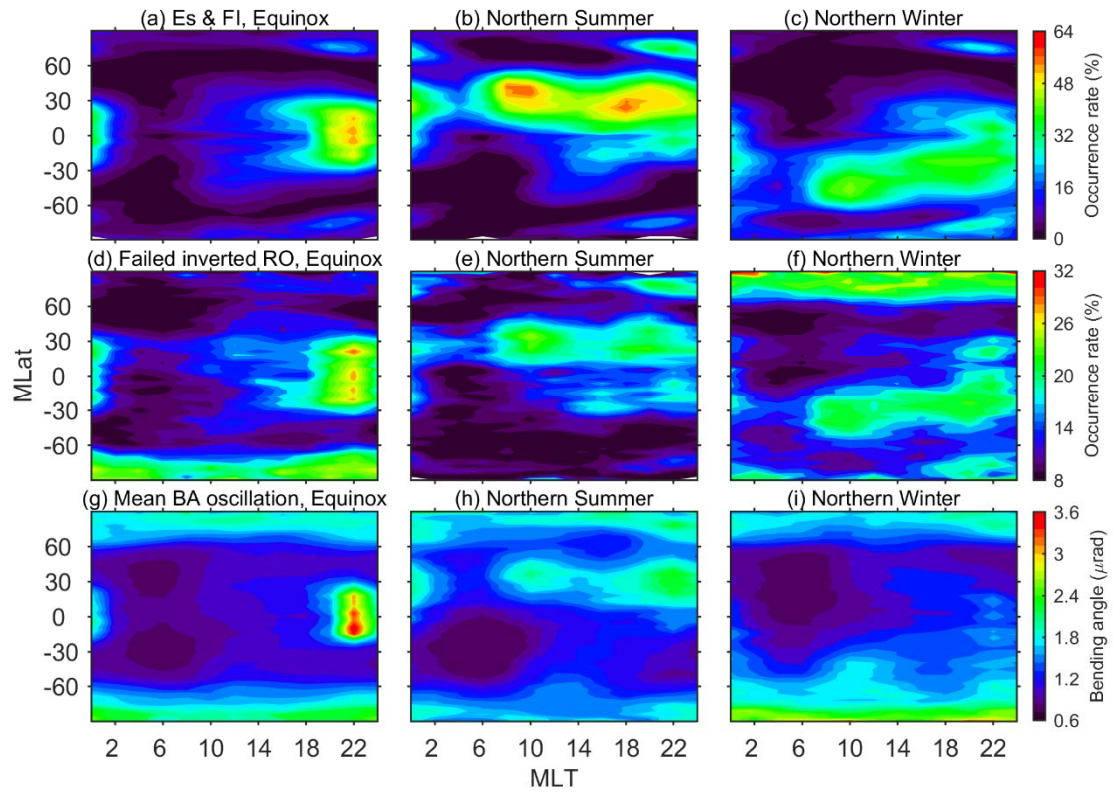 (a) Es & FI, Equinox
(b) Northern Summer
(c) Northern Winter
60
30
0
-30
-60
64
48
32
16
0
Occurrence rate (%)
(d) Failed inverted RO, Equinox
(e) Northern Summer
(f) Northern Winter
MLat
60
30
0
-30
-60
32
26
20
14
8
Occurrence rate (%)
(g) Mean BA oscillation, Equinox
(h) Northern Summer
(i) Northern Winter
60
30
0
-30
-60
3.6
3
2.4
1.8
1.2
0.6
Bending angle (μrad)
2 6 10 14 18 22
2 6 10 14 18 22
2 6 10 14 18 22
MLT